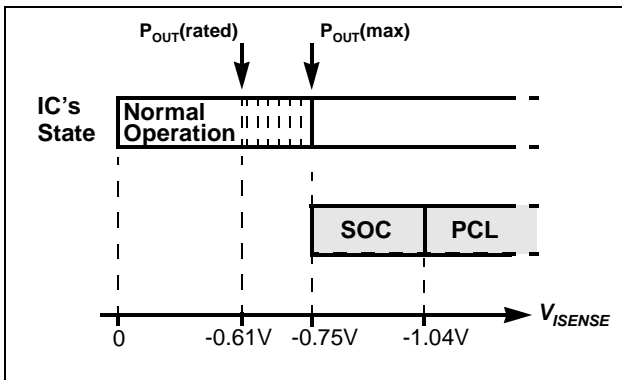 P_OUT(rated) P_OUT(max)
IC's
State
Normal
Operation
SOC PCL
V_ISENSE
0 -0.61V -0.75V -1.04V